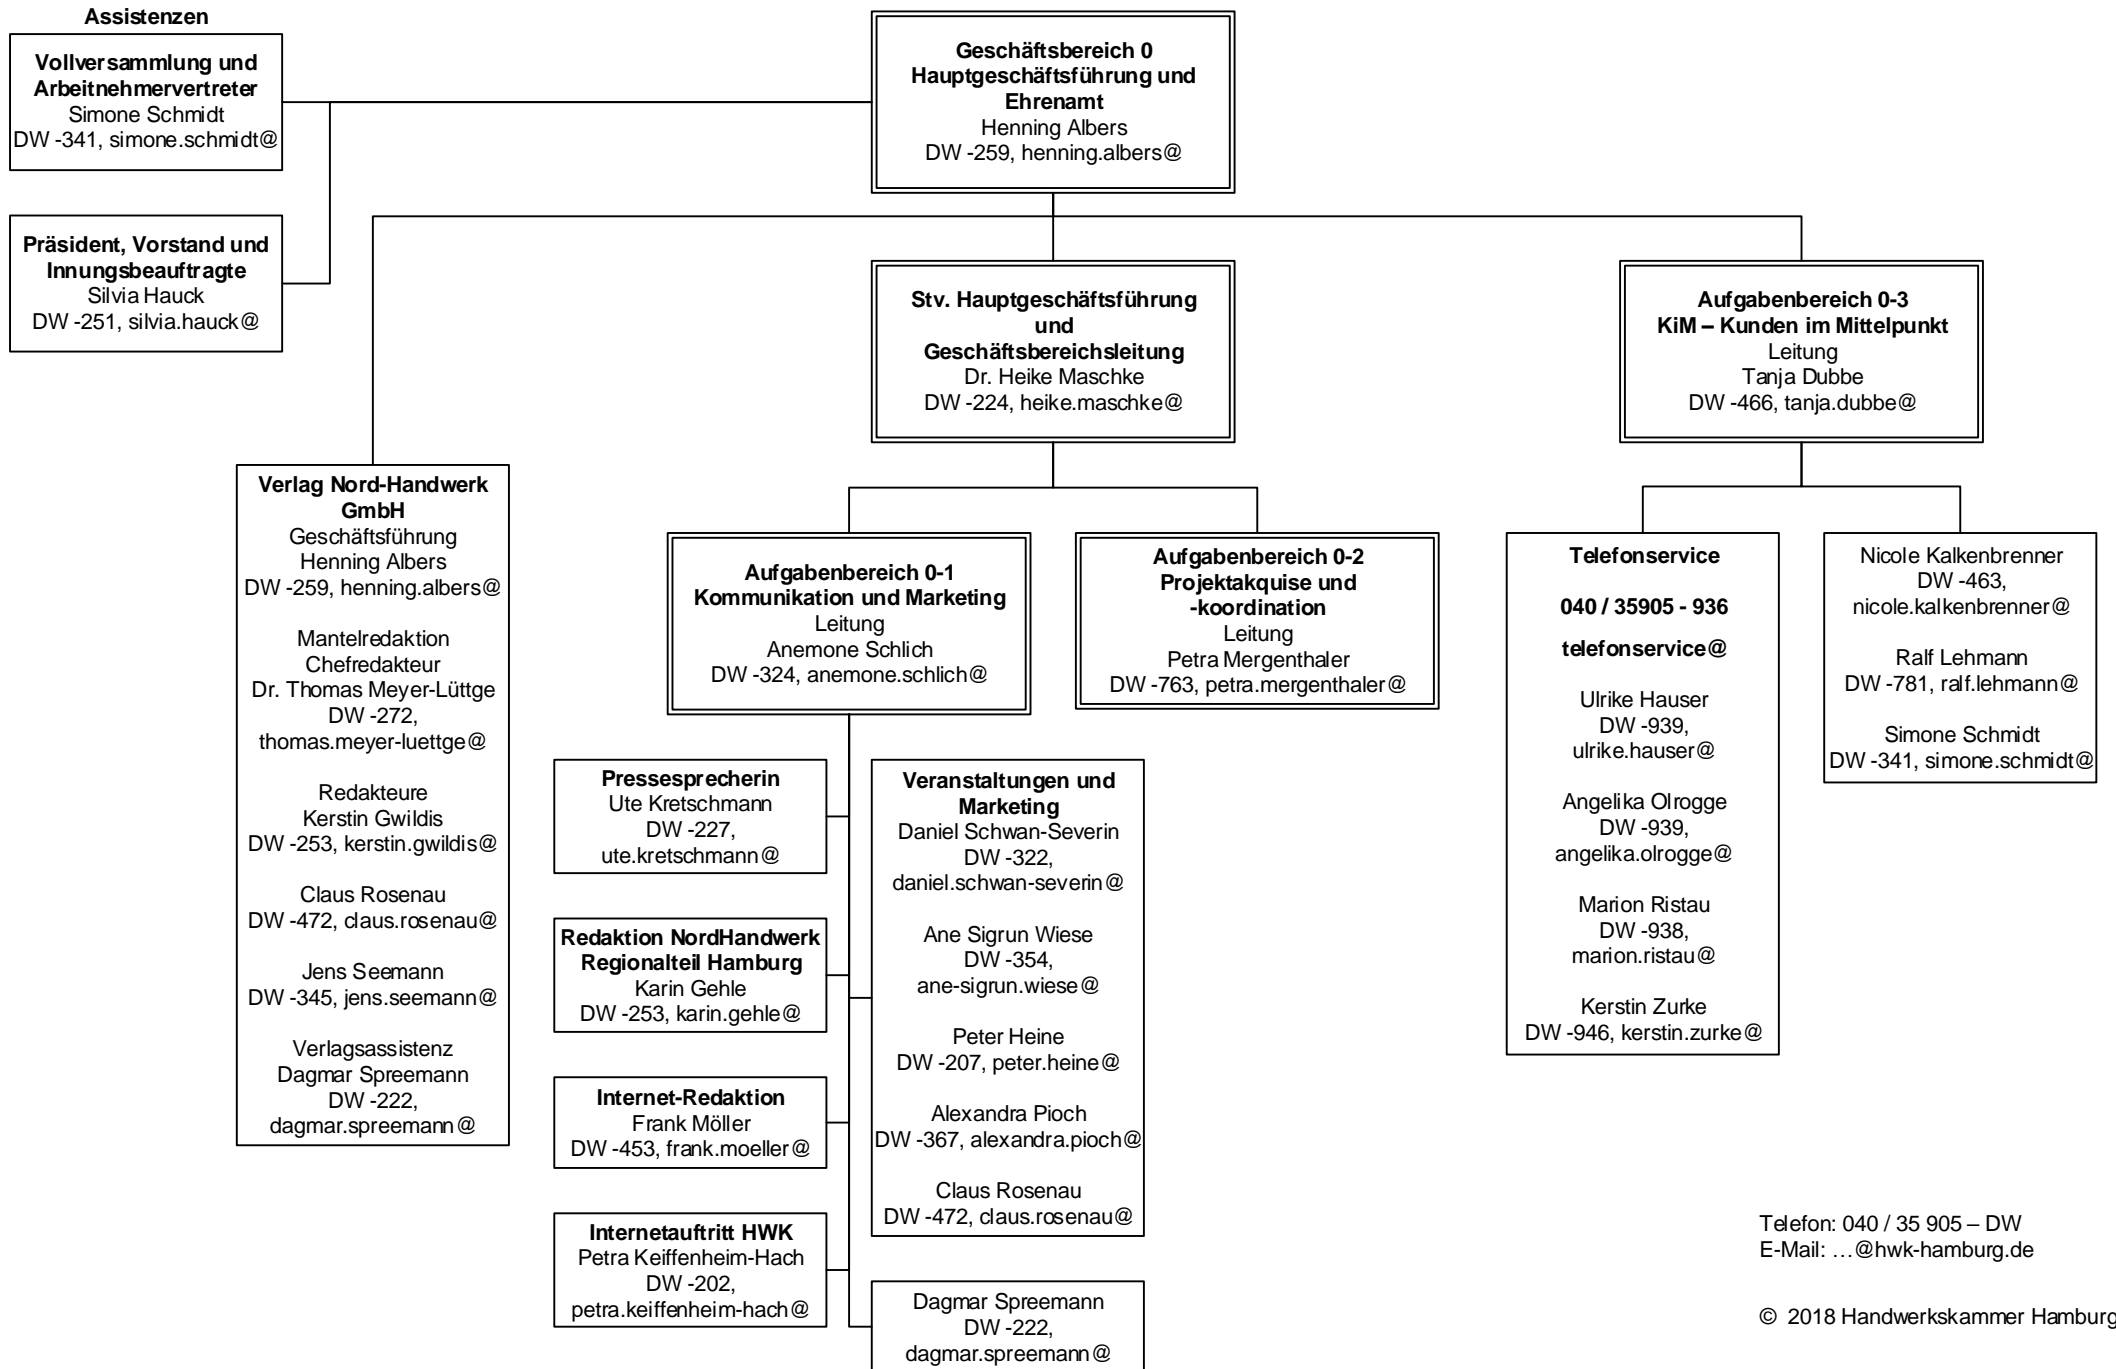 Assistenzen
Vollversammlung und
Arbeitnehmervertreter
Simone Schmidt
DW -341, simone.schmidt@
Präsident, Vorstand und
Innungsbeauftragte
Silvia Hauck
DW -251, silvia.hauck@
Geschäftsbereich 0
Hauptgeschäftsführung und
Ehrenamt
Henning Albers
DW -259, henning.albers@
Stv. Hauptgeschäftsführung
und
Geschäftsbereichsleitung
Dr. Heike Maschke
DW -224, heike.maschke@
Aufgabenbereich 0-3
KiM – Kunden im Mittelpunkt
Leitung
Tanja Dubbe
DW -466, tanja.dubbe@
Verlag Nord-Handwerk
GmbH
Geschäftsführung
Henning Albers
DW -259, henning.albers@
Mantelredaktion
Chefredakteur
Dr. Thomas Meyer-Lüttge
DW -272,
thomas.meyer-luettge@
Redakteure
Kerstin Gwildis
DW -253, kerstin.gwildis@
Claus Rosenau
DW -472, claus.rosenau@
Jens Seemann
DW -345, jens.seemann@
Verlagsassistenz
Dagmar Spreemann
DW -222,
dagmar.spreemann@
Aufgabenbereich 0-1
Kommunikation und Marketing
Leitung
Anemone Schlich
DW -324, anemone.schlich@
Aufgabenbereich 0-2
Projektakquise und
-koordination
Leitung
Petra Mergenthaler
DW -763, petra.mergenthaler@
Pressesprecherin
Ute Kretschmann
DW -227,
ute.kretschmann@
Redaktion NordHandwerk
Regionalteil Hamburg
Karin Gehle
DW -253, karin.gehle@
Internet-Redaktion
Frank Möller
DW -453, frank.moeller@
Internetauftritt HWK
Petra Keiffenheim-Hach
DW -202,
petra.keiffenheim-hach@
Veranstaltungen und
Marketing
Daniel Schwan-Severin
DW -322,
daniel.schwan-severin@
Ane Sigrun Wiese
DW -354,
ane-sigrun.wiese@
Peter Heine
DW -207, peter.heine@
Alexandra Pioch
DW -367, alexandra.pioch@
Claus Rosenau
DW -472, claus.rosenau@
Dagmar Spreemann
DW -222,
dagmar.spreemann@
Telefonservice
040 / 35905 - 936
telefonservice@
Ulrike Hauser
DW -939,
ulrike.hauser@
Angelika Olrogge
DW -939,
angelika.olrogge@
Marion Ristau
DW -938,
marion.ristau@
Kerstin Zurke
DW -946, kerstin.zurke@
Nicole Kalkenbrenner
DW -463,
nicole.kalkenbrenner@
Ralf Lehmann
DW -781, ralf.lehmann@
Simone Schmidt
DW -341, simone.schmidt@
Telefon: 040 / 35 905 – DW
E-Mail: …@hwk-hamburg.de
© 2018 Handwerkskammer Hamburg